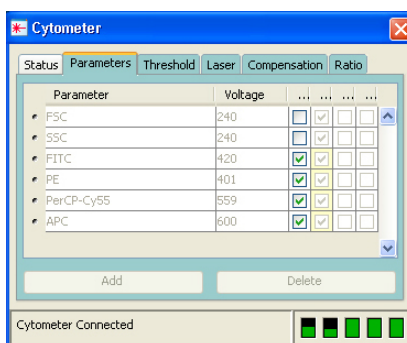 Cytometer
Status Parameters Threshold Laser Compensation Ratio
Parameter Voltage ... ... ... ...
FSC 240
SSC 240
FITC 420
PE 401
PerCP-Cy55 559
APC 600
Add Delete
Cytometer Connected